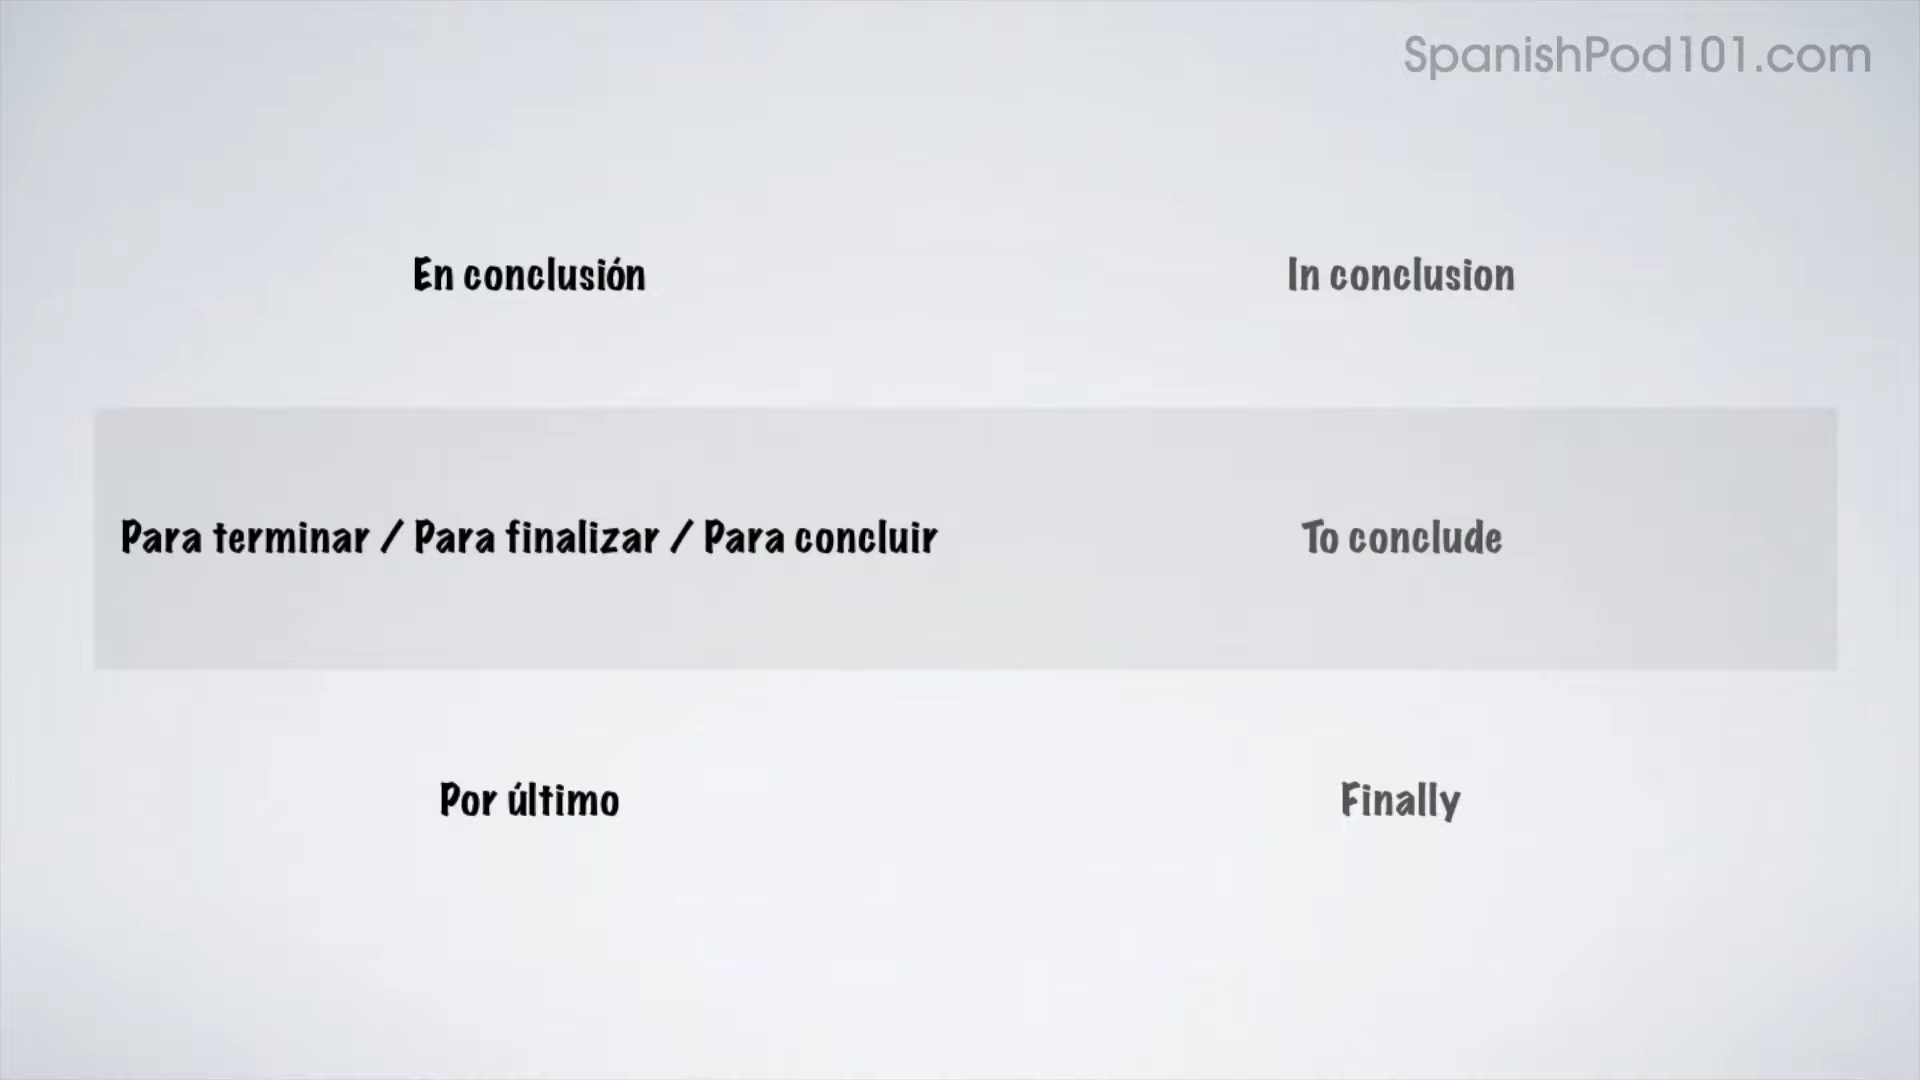 SpanishPod101.com
En conclusión In conclusion
Para terminar / Para finalizar / Para concluir To conclude
Por último Finally